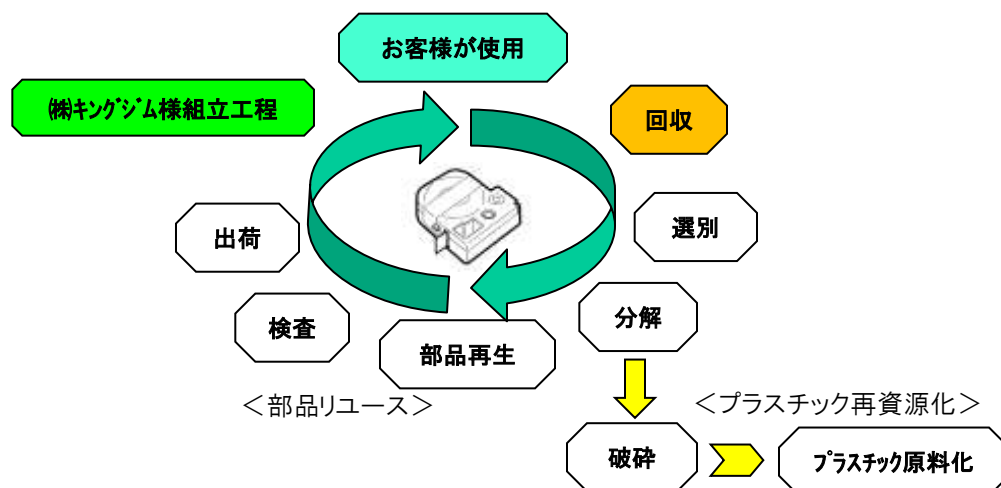 お客様が使用
㈱ｷﾝｸﾞｼﾞﾑ様組立工程
回収
出荷
選別
検査
部品再生
分解
＜部品リユース＞
＜プラスチック再資源化＞
破砕
ﾌﾟﾗｽﾁｯｸ原料化